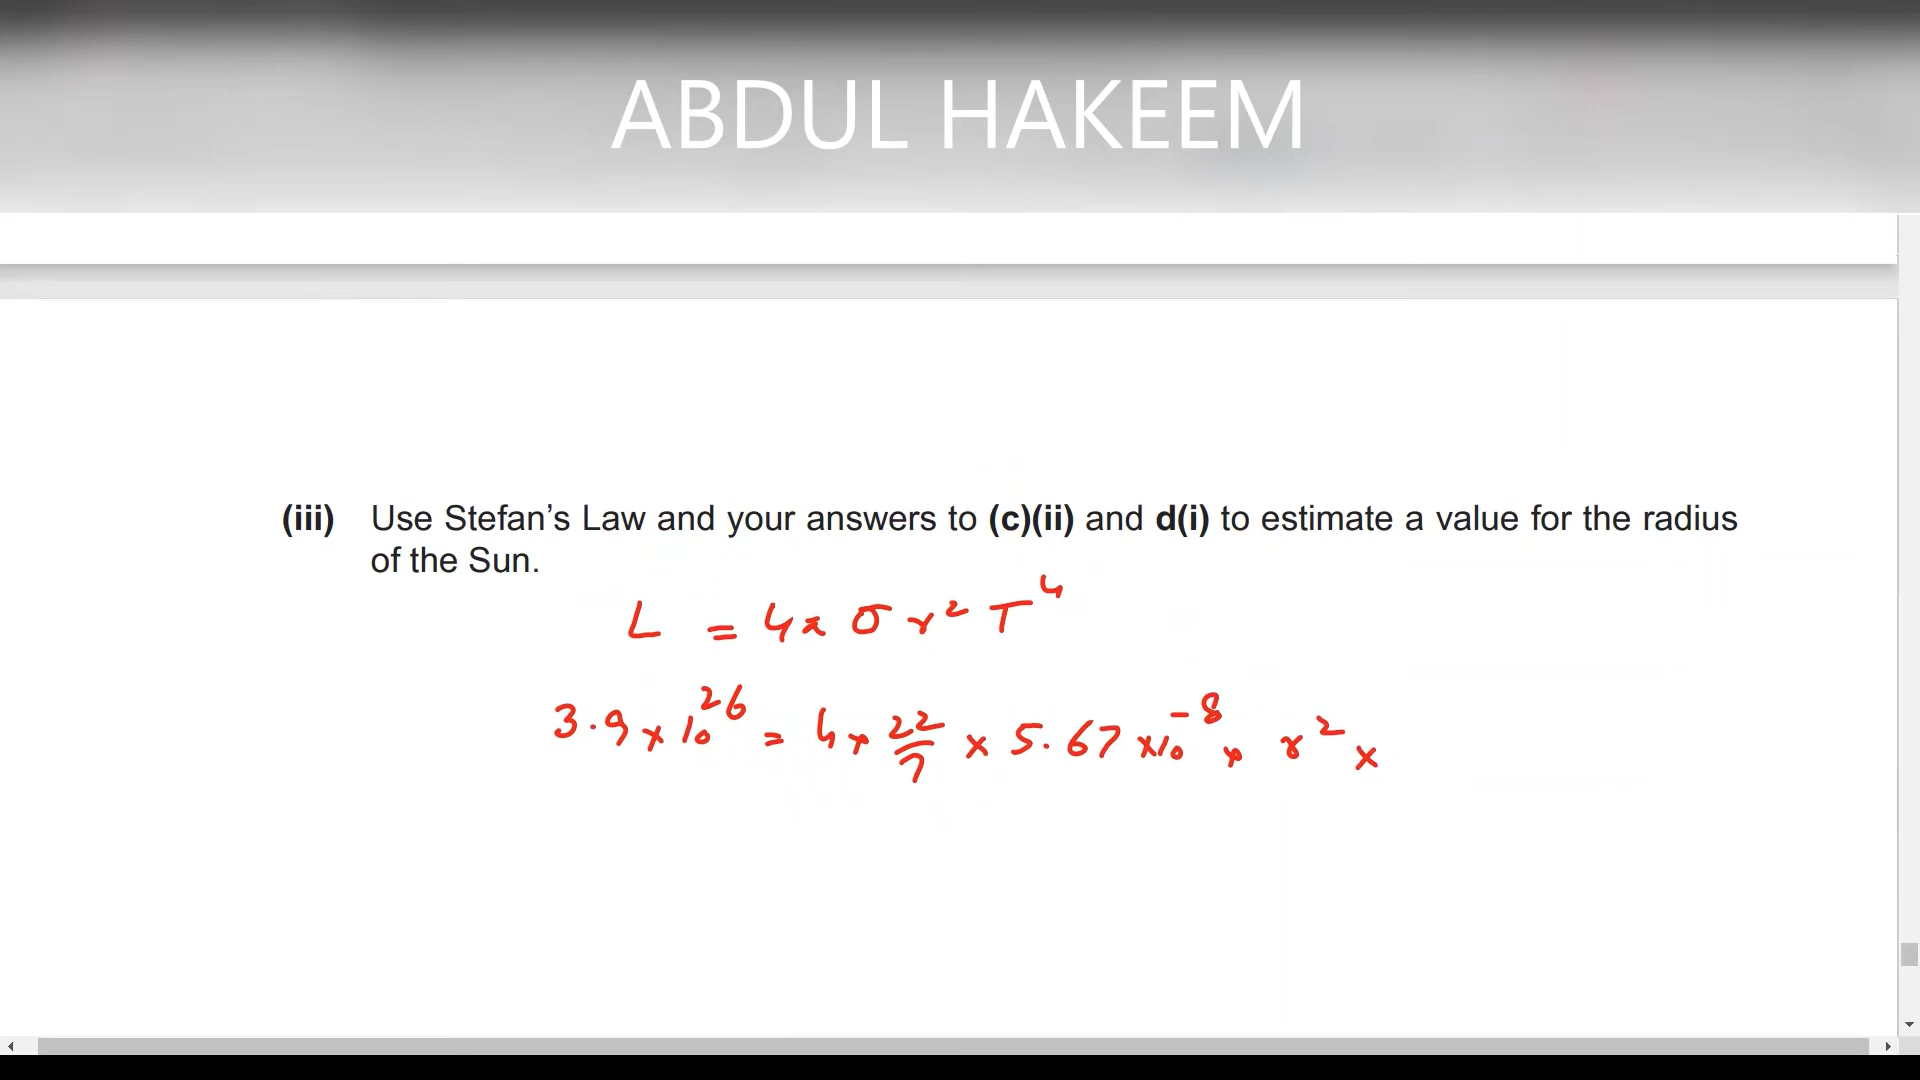 ABDUL HAKEEM
(iii) Use Stefan’s Law and your answers to (c)(ii) and d(i) to estimate a value for the radius
of the Sun.
L = 4π σ r² T⁴
3.9 × 10²⁶ = 4 × 22/7 × 5.67 × 10⁻⁸ × r² ×